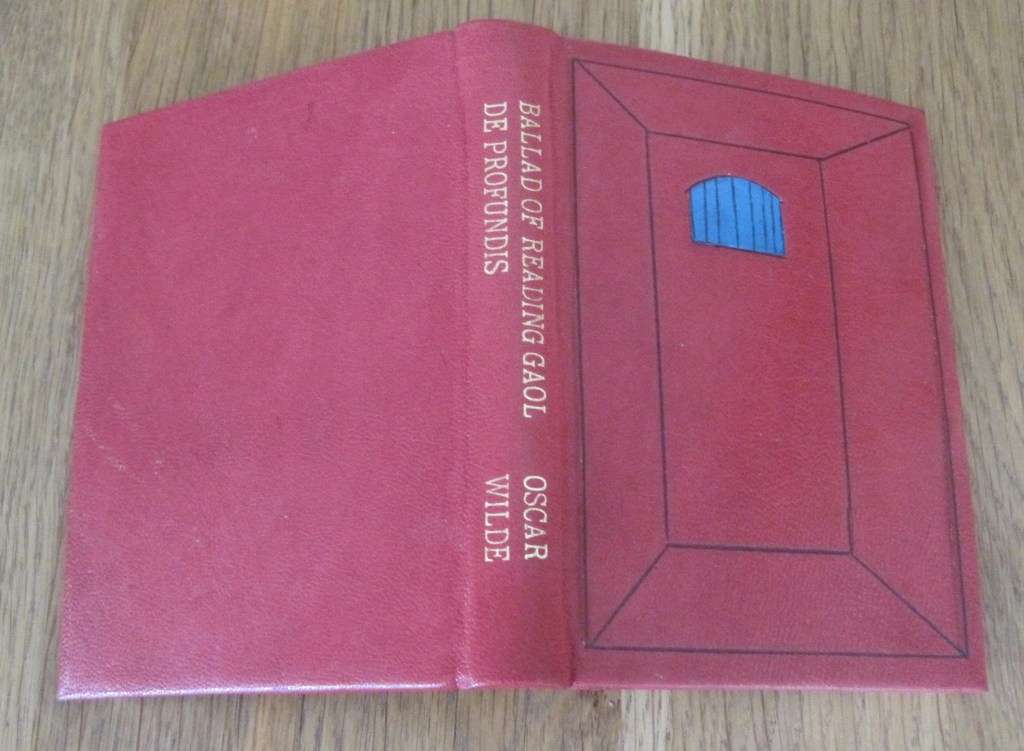 BALLAD OF READING GAOL
DE PROFUNDIS
OSCAR
WILDE